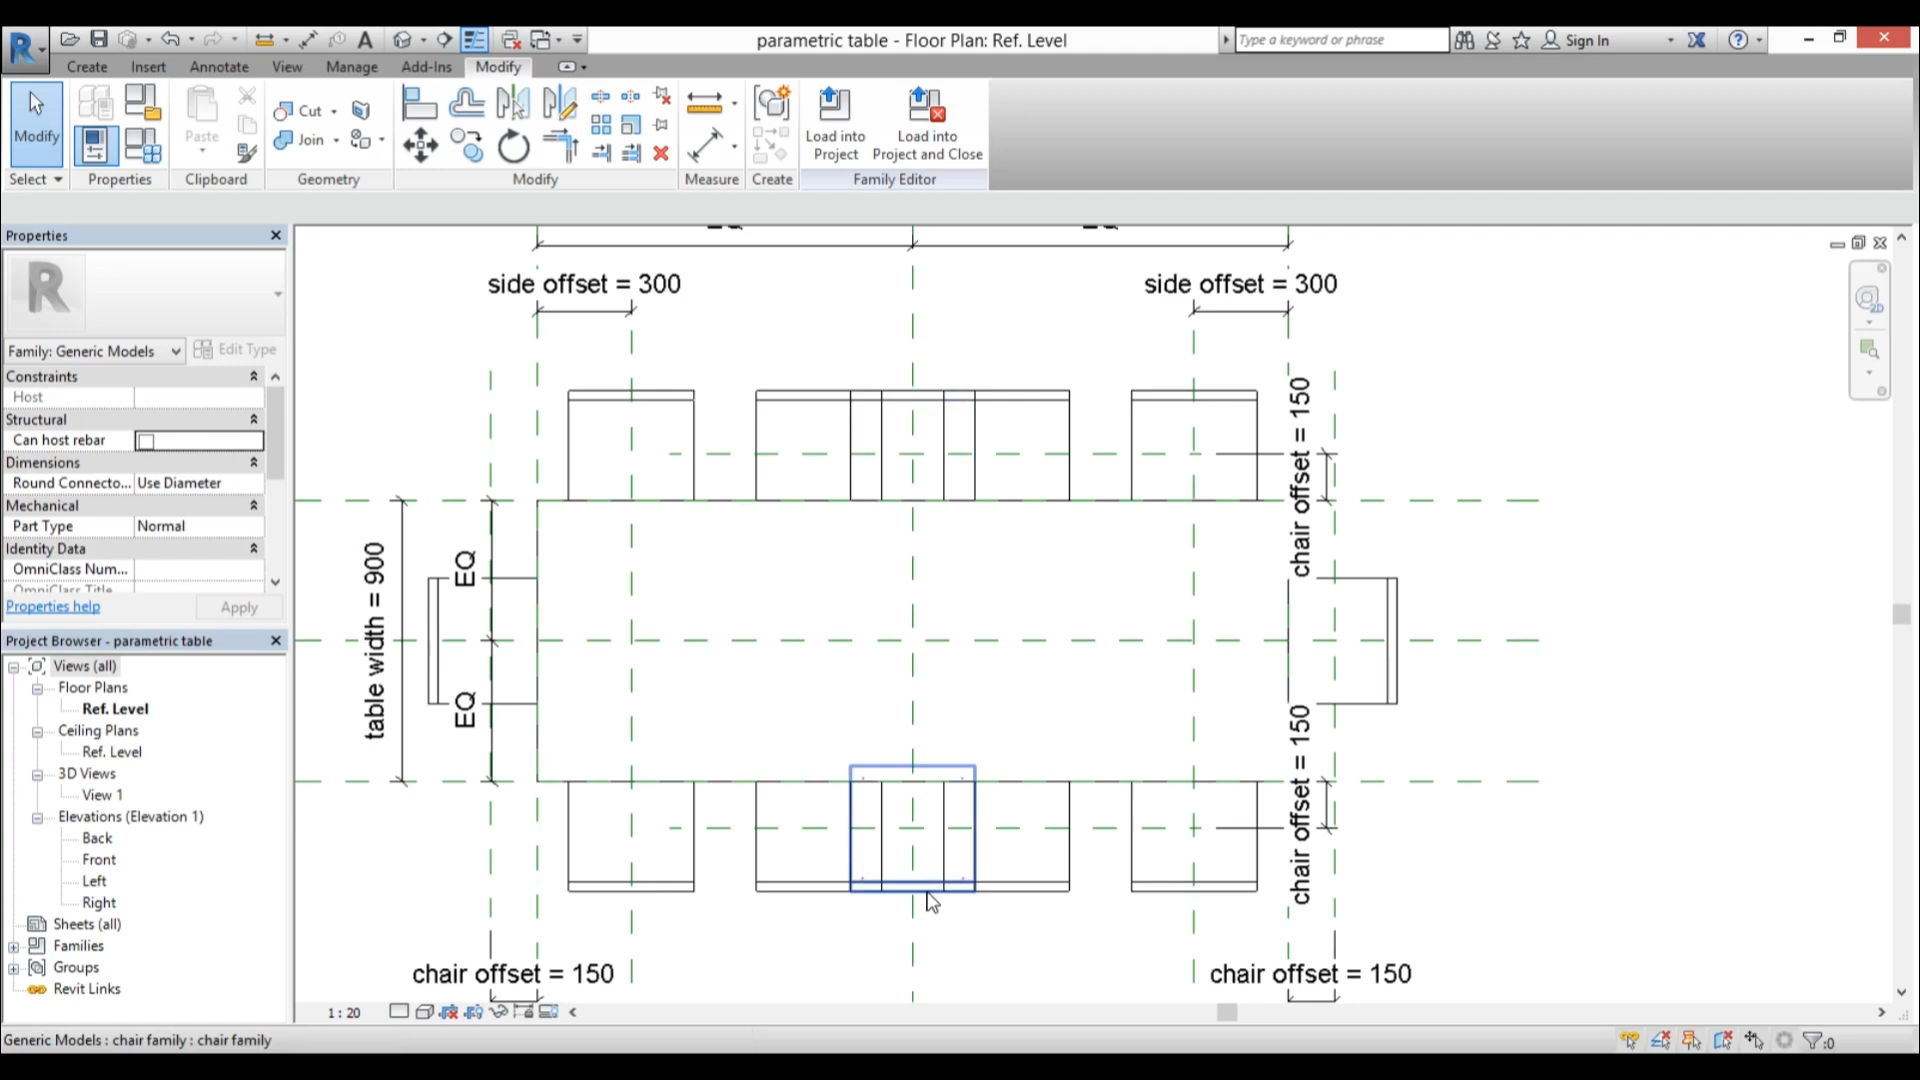 parametric table - Floor Plan: Ref. Level
Type a keyword or phrase
Sign In
Create
Insert
Annotate
View
Manage
Add-Ins
Modify
Modify
Paste
Cut
Join
Load into
Project
Load into
Project and Close
Select
Properties
Clipboard
Geometry
Modify
Measure
Create
Family Editor
Properties
Family: Generic Models
Edit Type
Constraints
Host
Structural
Can host rebar
Dimensions
Round Connecto... Use Diameter
Mechanical
Part Type Normal
Identity Data
OmniClass Num...
OmniClass Title
Properties help
Apply
Project Browser - parametric table
Views (all)
Floor Plans
Ref. Level
Ceiling Plans
Ref. Level
3D Views
View 1
Elevations (Elevation 1)
Back
Front
Left
Right
Sheets (all)
Families
Groups
Revit Links
side offset = 300
side offset = 300
chair offset = 150
table width = 900
EQ
EQ
chair offset = 150
chair offset = 150
chair offset = 150
2D
1 : 20
Generic Models : chair family : chair family
:0